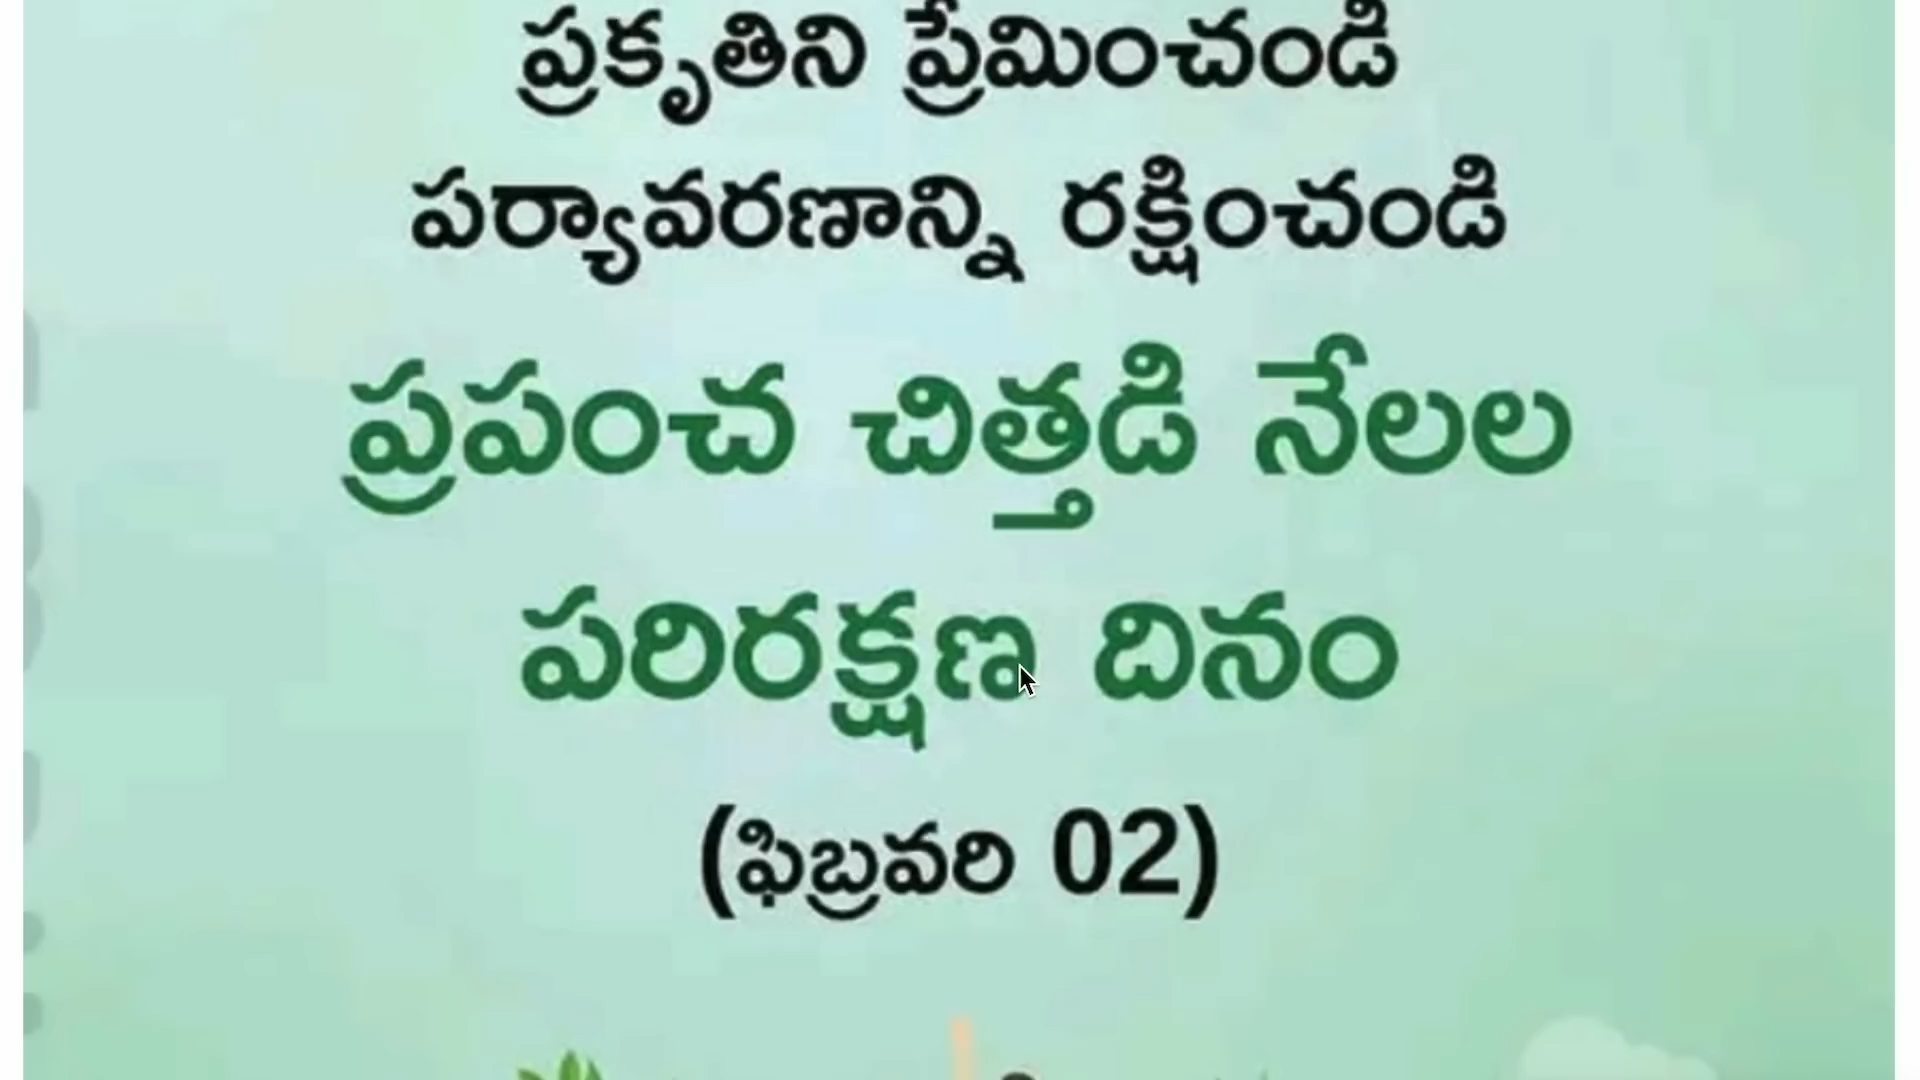 ప్రకృతిని ప్రేమించండి
పర్యావరణాన్ని రక్షించండి
ప్రపంచ చిత్తడి నేలల
పరిరక్షణ దినం
(ఫిబ్రవరి 02)